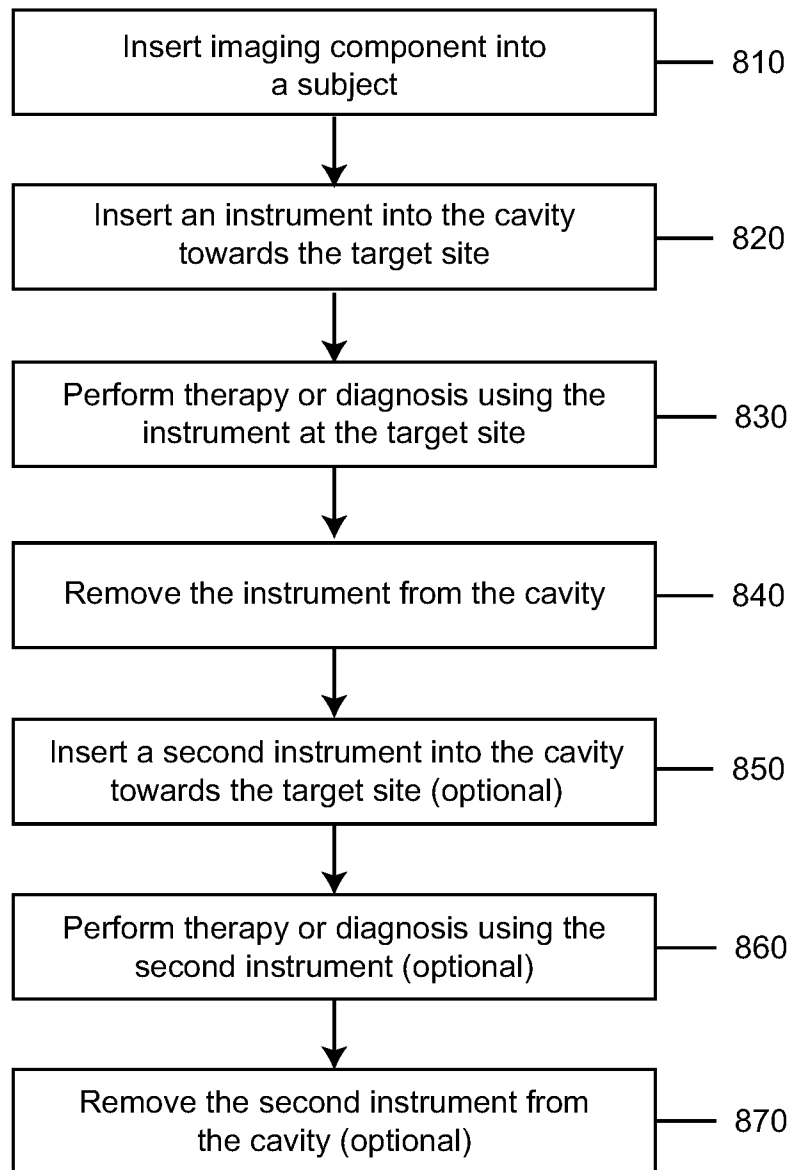 Insert imaging component into
a subject
810
Insert an instrument into the cavity
towards the target site
820
Perform therapy or diagnosis using the
instrument at the target site
830
Remove the instrument from the cavity
840
Insert a second instrument into the cavity
towards the target site (optional)
850
Perform therapy or diagnosis using the
second instrument (optional)
860
Remove the second instrument from
the cavity (optional)
870